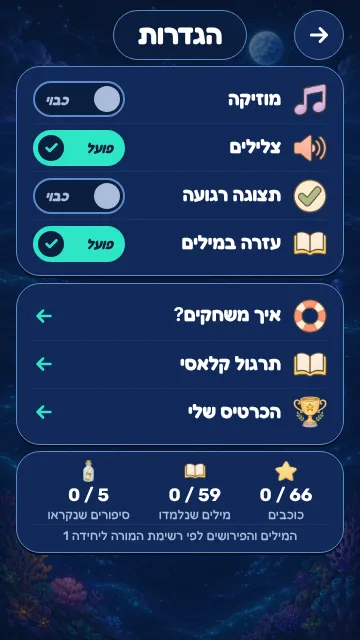 הגדרות
מוזיקה
כבוי
צלילים
פועל
תצוגה רגועה
כבוי
עזרה במילים
פועל
איך משחקים?
תרגול קלאסי
הכרטיס שלי
0 / 66
0 / 59
0 / 5
כוכבים
מילים שנלמדו
סיפורים שנקראו
המילים והפירושים לפי רשימת המורה ליחידה 1